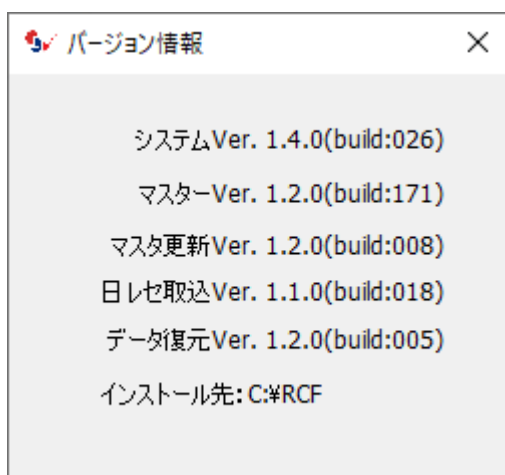 バージョン情報
システムVer. 1.4.0(build:026)
マスターVer. 1.2.0(build:171)
マスタ更新Ver. 1.2.0(build:008)
日レセ取込Ver. 1.1.0(build:018)
データ復元Ver. 1.2.0(build:005)
インストール先: C:¥RCF